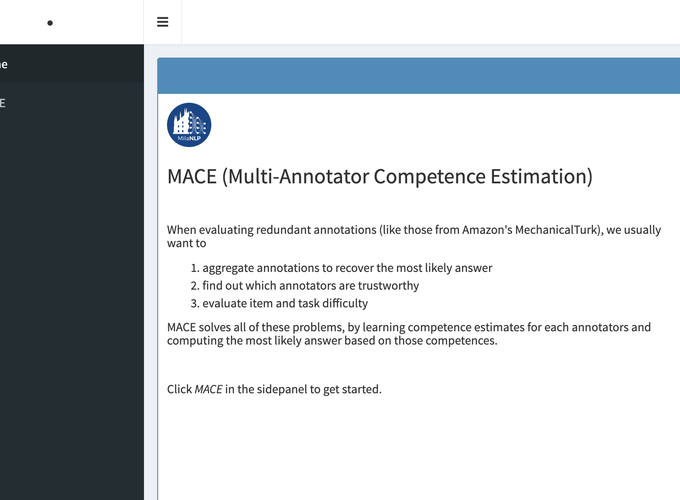 MilaNLP
MACE (Multi-Annotator Competence Estimation)
When evaluating redundant annotations (like those from Amazon's MechanicalTurk), we usually
want to
1. aggregate annotations to recover the most likely answer
2. find out which annotators are trustworthy
3. evaluate item and task difficulty
MACE solves all of these problems, by learning competence estimates for each annotators and
computing the most likely answer based on those competences.
Click MACE in the sidepanel to get started.